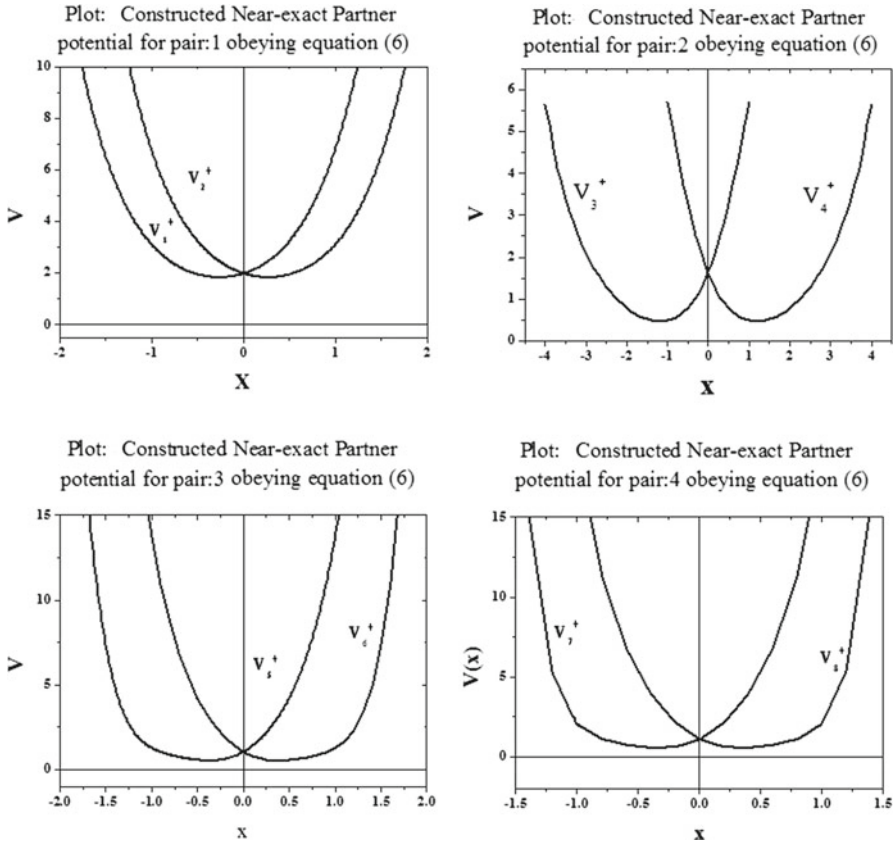 Plot: Constructed Near-exact Partner
potential for pair:1 obeying equation (6)
10
8
6
4
2
0
V
V₂⁺
V₁⁺
-2 -1 0 1 2
X
Plot: Constructed Near-exact Partner
potential for pair:2 obeying equation (6)
6
5
4
3
2
1
0
V
V₃⁺
V₄⁺
-4 -3 -2 -1 0 1 2 3 4
x
Plot: Constructed Near-exact Partner
potential for pair:3 obeying equation (6)
15
10
5
0
V
V₅⁺
V₆⁺
-2.0 -1.5 -1.0 -0.5 0.0 0.5 1.0 1.5 2.0
x
Plot: Constructed Near-exact Partner
potential for pair:4 obeying equation (6)
15
10
5
0
V(x)
V₇⁺
V₈⁺
-1.5 -1.0 -0.5 0.0 0.5 1.0 1.5
x